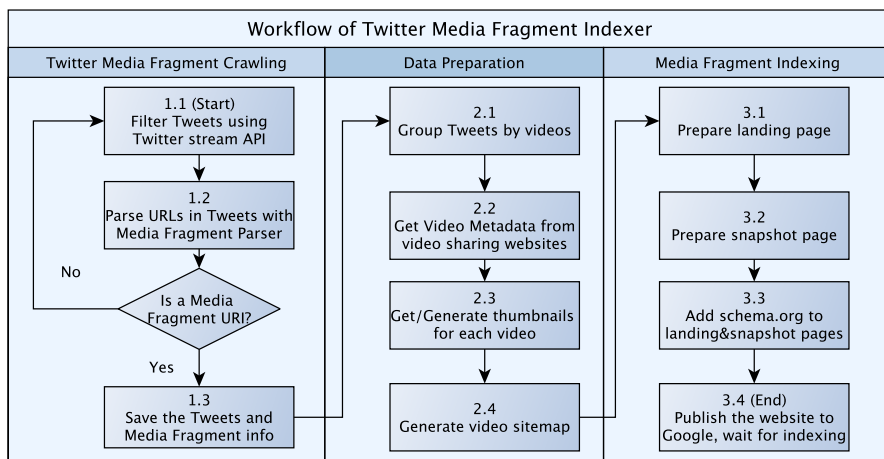 Workflow of Twitter Media Fragment Indexer
Twitter Media Fragment Crawling
1.1 (Start)
Filter Tweets using
Twitter stream API
1.2
Parse URLs in Tweets with
Media Fragment Parser
No
Is a Media
Fragment URI?
Yes
1.3
Save the Tweets and
Media Fragment info
Data Preparation
2.1
Group Tweets by videos
2.2
Get Video Metadata from
video sharing websites
2.3
Get/Generate thumbnails
for each video
2.4
Generate video sitemap
Media Fragment Indexing
3.1
Prepare landing page
3.2
Prepare snapshot page
3.3
Add schema.org to
landing&snapshot pages
3.4 (End)
Publish the website to
Google, wait for indexing